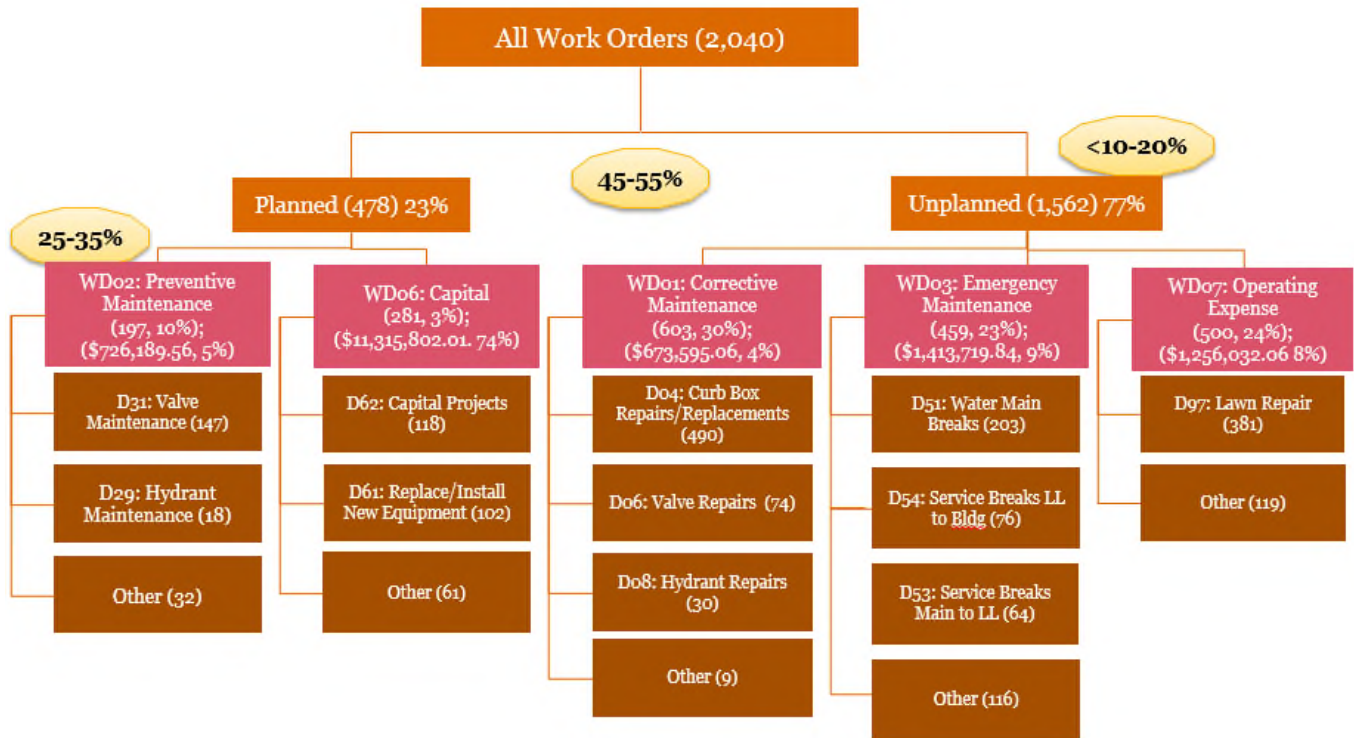 All Work Orders (2,040)
<10-20%
45-55%
Planned (478) 23%
Unplanned (1,562) 77%
25-35%
WD02: Preventive
Maintenance
(197, 10%);
($726,189.56, 5%)
D31: Valve
Maintenance (147)
D29: Hydrant
Maintenance (18)
Other (32)
WD06: Capital
(281, 3%);
($11,315,802.01. 74%)
D62: Capital Projects
(118)
D61: Replace/Install
New Equipment (102)
Other (61)
WD01: Corrective
Maintenance
(603, 30%);
($673,595.06, 4%)
D04: Curb Box
Repairs/Replacements
(490)
D06: Valve Repairs (74)
D08: Hydrant Repairs
(30)
Other (9)
WD03: Emergency
Maintenance
(459, 23%);
($1,413,719.84, 9%)
D51: Water Main
Breaks (203)
D54: Service Breaks LL
to Bldg (76)
D53: Service Breaks
Main to LL (64)
Other (116)
WD07: Operating
Expense
(500, 24%);
($1,256,032.06 8%)
D97: Lawn Repair
(381)
Other (119)